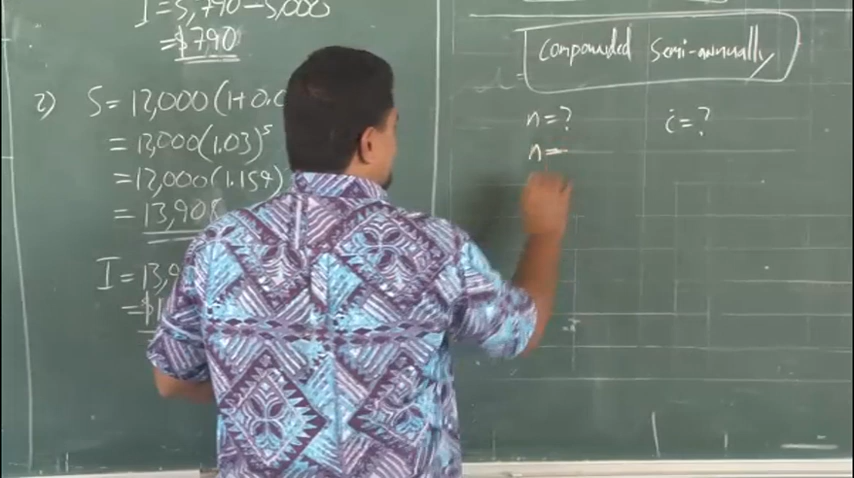 I = 5,790 - 5,000
= $790
2) S = 12,000 (1+0.0
= 12,000 (1.03)⁵
= 12,000 (1.159)
= 13,908
I = 13,9
= $1
Compounded Semi-annually
n = ? i = ?
n =